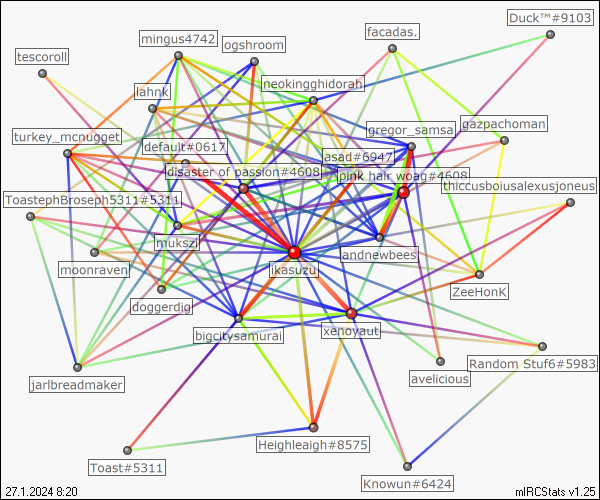 Duck™#9103
mingus4742
facadas.
ogshroom
tescoroll
neokingghidorah
lahnk
gazpachoman
gregor_samsa
turkey_mcnugget
default#0617
asad#6947
disaster of passion#4608
pink hair woag#4608
thiccusboiusalexusjoneus
ToastephBroseph5311#5311
mukszi
andnewbees
moonraven
ikasuzu
ZeeHonK
doggerdig
xenoyaut
bigcitysamurai
Random Stuf6#5983
avelicious
jarlbreadmaker
Heighleaigh#8575
Toast#5311
Knowun#6424
27.1.2024 8:20
mIRCStats v1.25